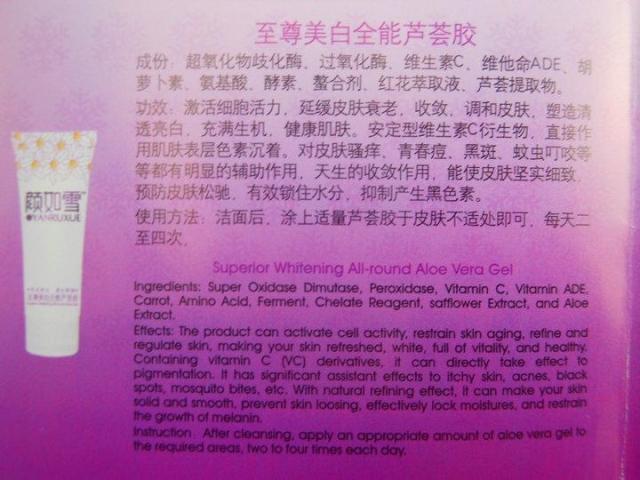 至尊美白全能芦荟胶
成份：超氧化物歧化酶、过氧化酶、维生素C、维他命ADE、胡
萝卜素、氨基酸、酵素、螯合剂、红花萃取液、芦荟提取物。
功效：激活细胞活力，延缓皮肤衰老，收敛，调和皮肤，塑造清
透亮白，充满生机，健康肌肤。安定型维生素C衍生物，直接作
用肌肤表层色素沉着。对皮肤骚痒、青春痘、黑斑、蚊虫叮咬等
等都有明显的辅助作用，天生的收敛作用，能使皮肤坚实细致，
预防皮肤松驰，有效锁住水分，抑制产生黑色素。
使用方法：洁面后，涂上适量芦荟胶于皮肤不适处即可，每天二
至四次，
颜如雪
YANRUXUE
至尊美白全能芦荟胶
Superior Whitening All-round Aloe Vera Gel
Ingredients: Super Oxidase Dimutase, Peroxidase, Vitamin C, Vitamin ADE,
Carrot, Amino Acid, Ferment, Chelate Reagent, safflower Extract, and Aloe
Extract.
Effects: The product can activate cell activity, restrain skin aging, refine and
regulate skin, making your skin refreshed, white, full of vitality, and healthy.
Containing vitamin C (VC) derivatives, it can directly take effect to
pigmentation. It has significant assistant effects to itchy skin, acnes, black
spots, mosquito bites, etc. With natural refining effect, it can make your skin
solid and smooth, prevent skin loosing, effectively lock moistures, and restrain
the growth of melanin.
Instruction: After cleansing, apply an appropriate amount of aloe vera gel to
the required areas, two to four times each day.